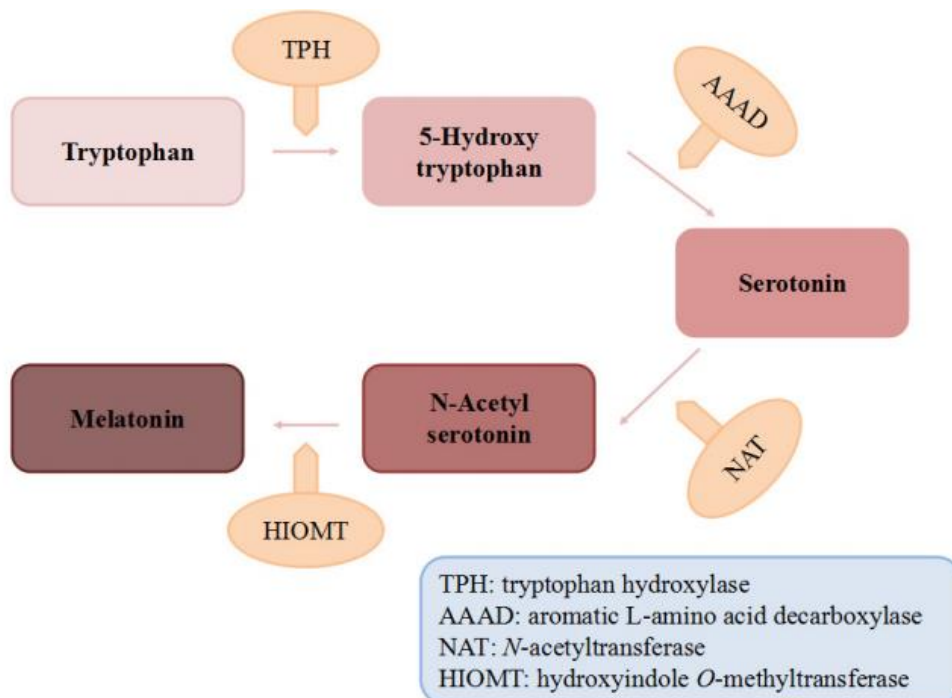 TPH
AAAD
Tryptophan
5-Hydroxy
tryptophan
Serotonin
Melatonin
N-Acetyl
serotonin
NAT
HIOMT
TPH: tryptophan hydroxylase
AAAD: aromatic L-amino acid decarboxylase
NAT: N-acetyltransferase
HIOMT: hydroxyindole O-methyltransferase